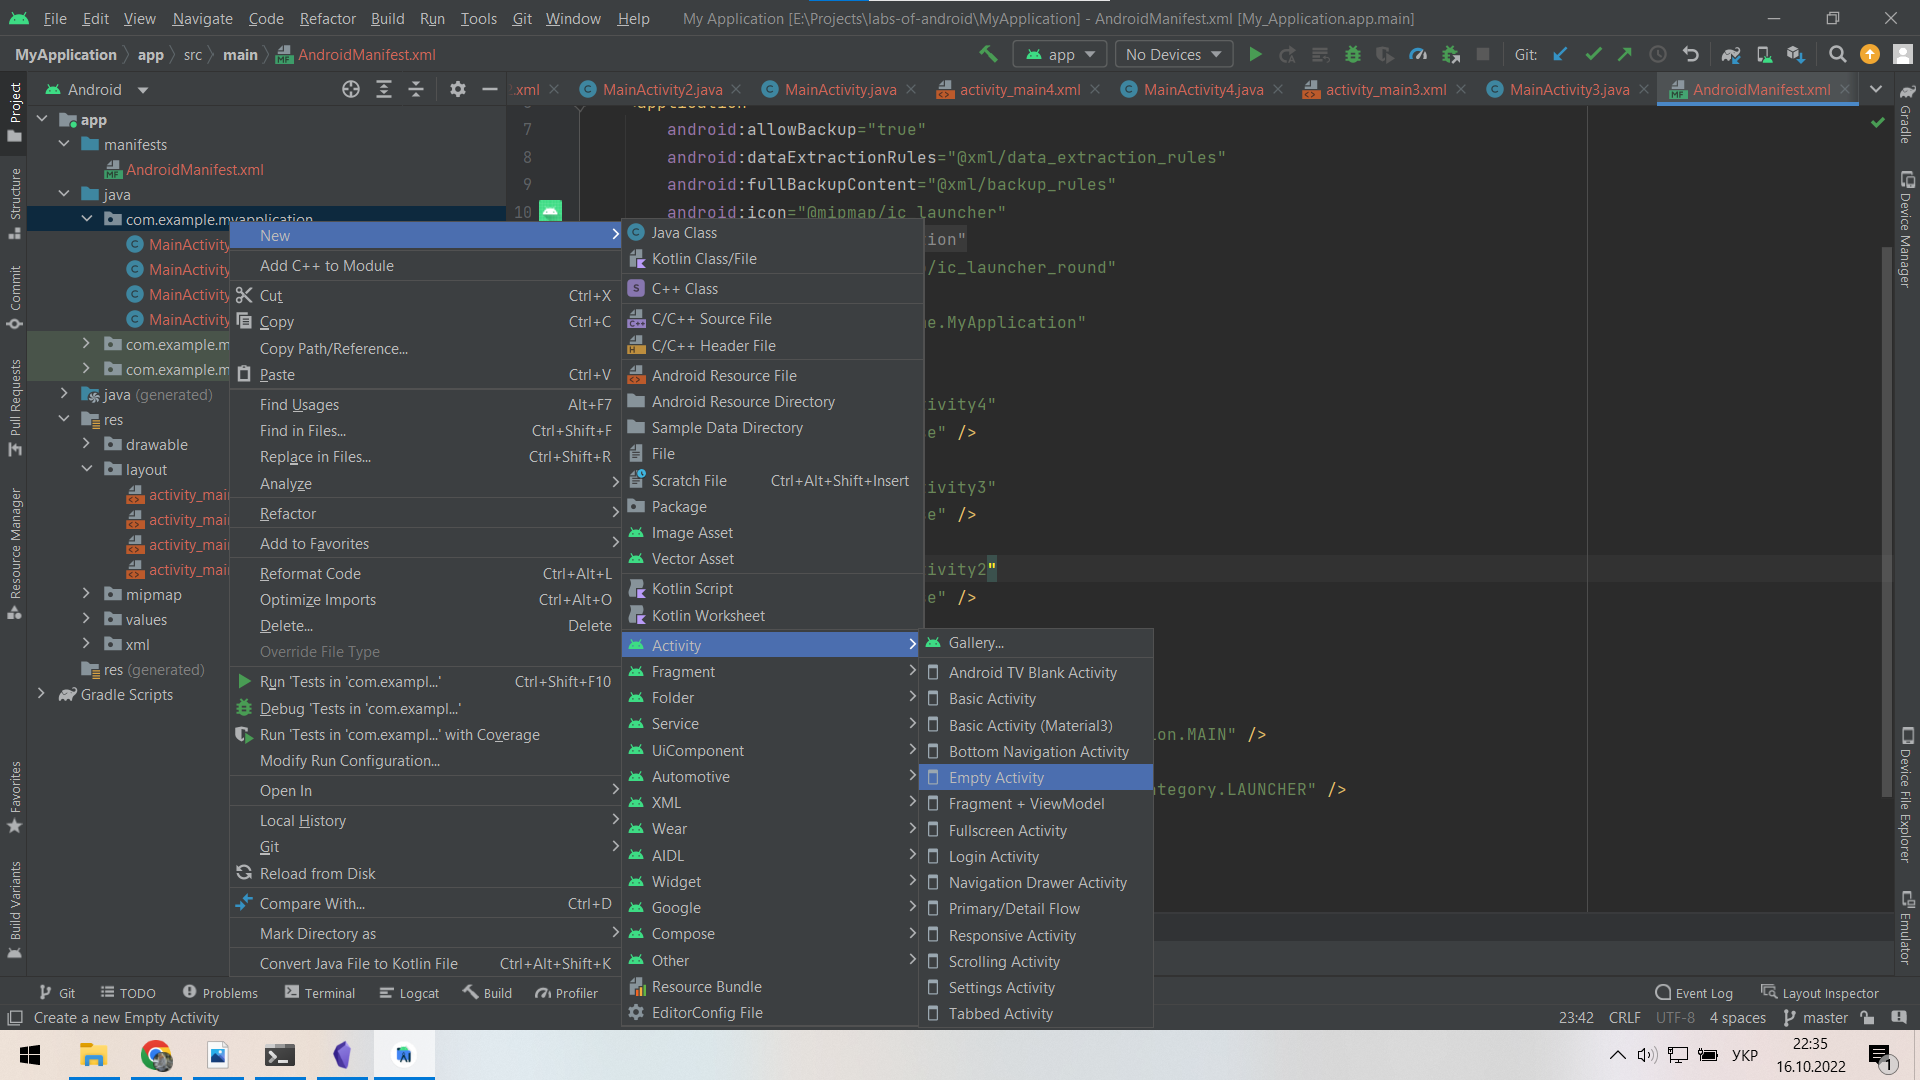 File Edit View Navigate Code Refactor Build Run Tools Git Window Help My Application [E:\Projects\labs-of-android\MyApplication] - AndroidManifest.xml [My_Application.app.main]
MyApplication app src main AndroidManifest.xml app No Devices Git:
Android
2.xml MainActivity2.java MainActivity.java activity_main4.xml MainActivity4.java activity_main3.xml MainActivity3.java AndroidManifest.xml
Project
Structure
Commit
Pull Requests
Resource Manager
Favorites
Build Variants
app
manifests
AndroidManifest.xml
java
com.example.myapplication
MainActivity
MainActivity
MainActivity
MainActivity
com.example.m
com.example.m
java (generated)
res
drawable
layout
activity_mai
activity_mai
activity_mai
activity_mai
mipmap
values
xml
res (generated)
Gradle Scripts
New
Add C++ to Module
Cut Ctrl+X
Copy Ctrl+C
Copy Path/Reference...
Paste Ctrl+V
Find Usages Alt+F7
Find in Files... Ctrl+Shift+F
Replace in Files... Ctrl+Shift+R
Analyze
Refactor
Add to Favorites
Reformat Code Ctrl+Alt+L
Optimize Imports Ctrl+Alt+O
Delete... Delete
Override File Type
Run 'Tests in 'com.exampl...' Ctrl+Shift+F10
Debug 'Tests in 'com.exampl...'
Run 'Tests in 'com.exampl...' with Coverage
Modify Run Configuration...
Open In
Local History
Git
Reload from Disk
Compare With... Ctrl+D
Mark Directory as
Convert Java File to Kotlin File Ctrl+Alt+Shift+K
Java Class
Kotlin Class/File
C++ Class
C/C++ Source File
C/C++ Header File
Android Resource File
Android Resource Directory
Sample Data Directory
File
Scratch File Ctrl+Alt+Shift+Insert
Package
Image Asset
Vector Asset
Kotlin Script
Kotlin Worksheet
Activity
Fragment
Folder
Service
UiComponent
Automotive
XML
Wear
AIDL
Widget
Google
Compose
Other
Resource Bundle
EditorConfig File
Gallery...
Android TV Blank Activity
Basic Activity
Basic Activity (Material3)
Bottom Navigation Activity
Empty Activity
Fragment + ViewModel
Fullscreen Activity
Login Activity
Navigation Drawer Activity
Primary/Detail Flow
Responsive Activity
Scrolling Activity
Settings Activity
Tabbed Activity
application
7 android:allowBackup="true"
8 android:dataExtractionRules="@xml/data_extraction_rules"
9 android:fullBackupContent="@xml/backup_rules"
10 android:icon="@mipmap/ic_launcher"
ion"
/ic_launcher_round"
e.MyApplication"
ivity4"
e" />
ivity3"
e" />
ivity2"
e" />
ion.MAIN" />
ategory.LAUNCHER" />
Gradle
Device Manager
Device File Explorer
Emulator
Git TODO Problems Terminal Logcat Build Profiler Event Log Layout Inspector
Create a new Empty Activity 23:42 CRLF UTF-8 4 spaces master
УКР 22:35
16.10.2022 1